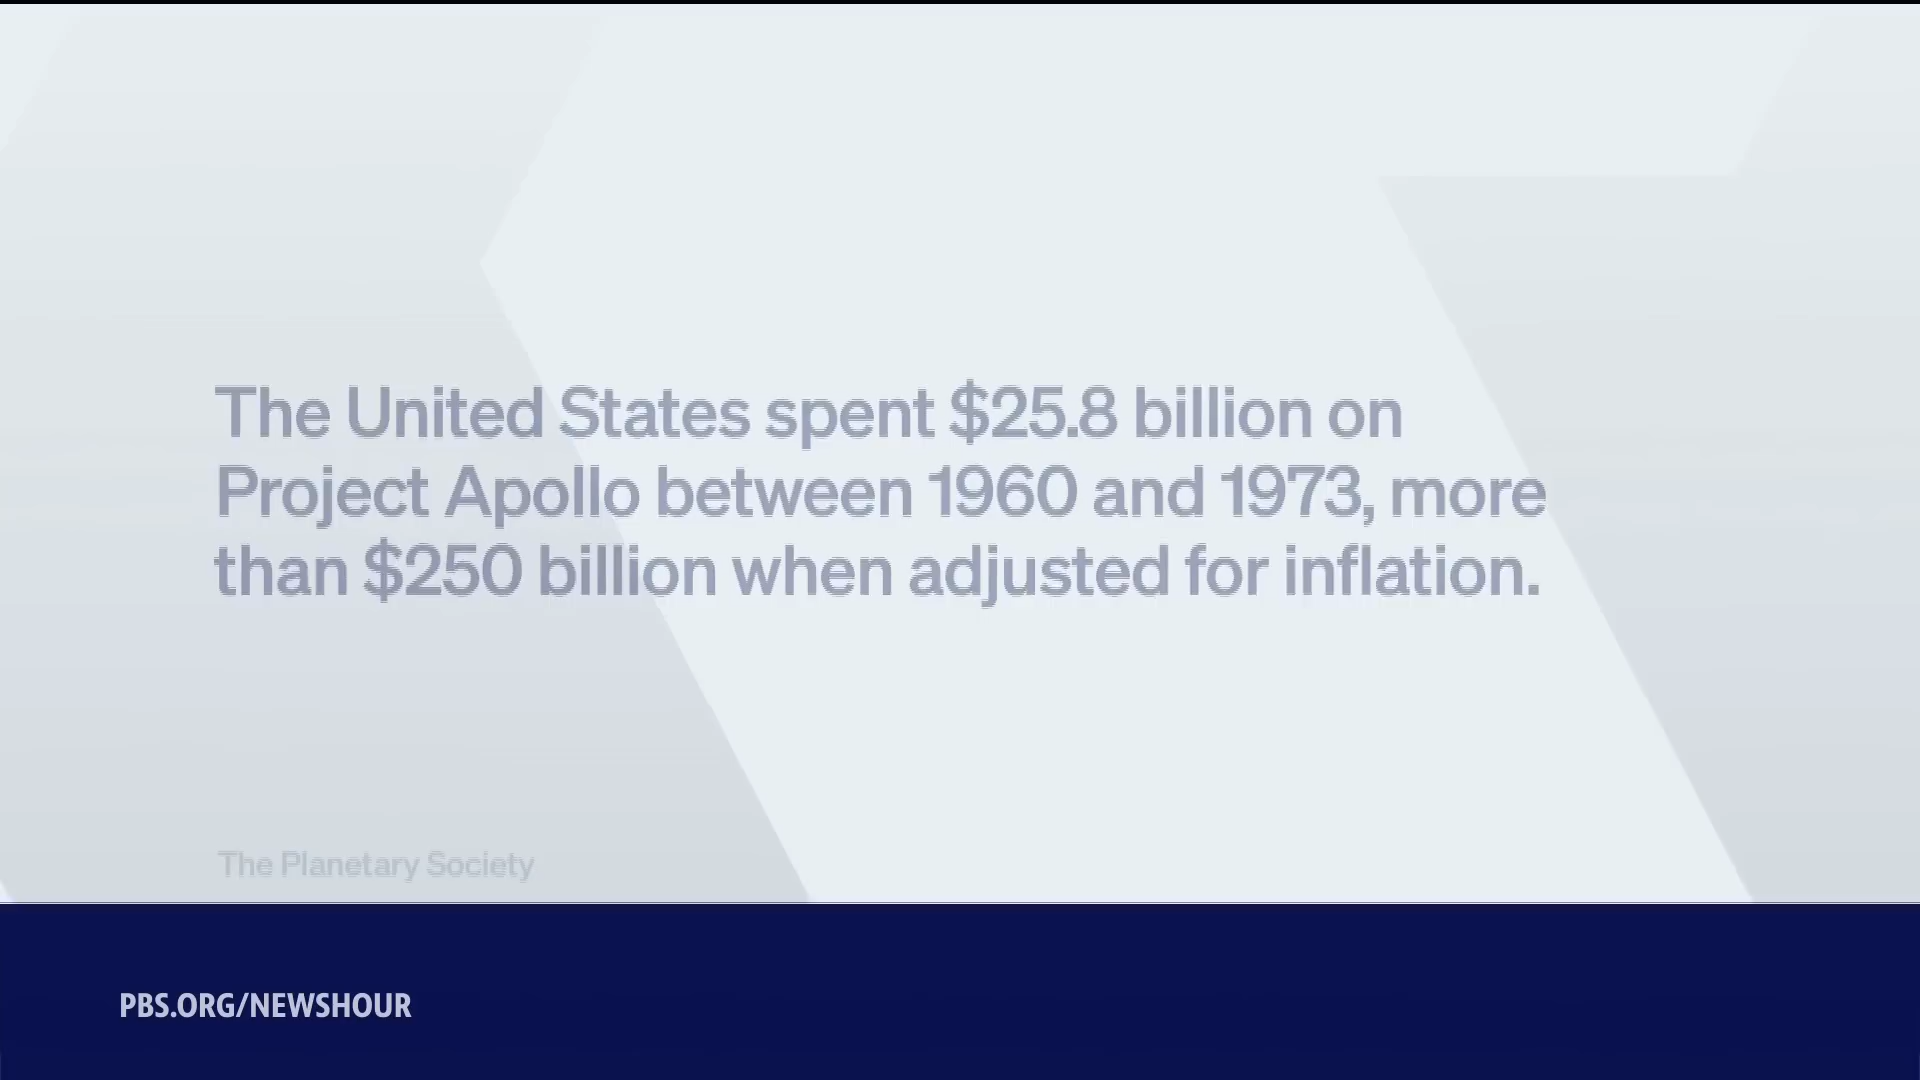 The United States spent $25.8 billion on
Project Apollo between 1960 and 1973, more
than $250 billion when adjusted for inflation.
The Planetary Society
PBS.ORG/NEWSHOUR